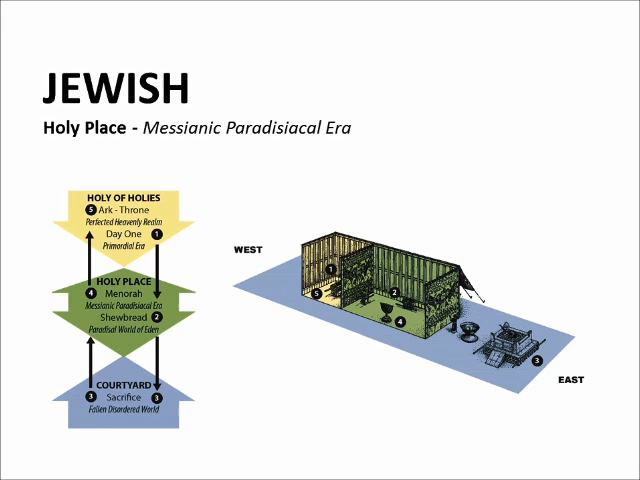 JEWISH
Holy Place - Messianic Paradisiacal Era
HOLY OF HOLIES
5 Ark - Throne
Perfected Heavenly Realm
Day One 1
Primordial Era
HOLY PLACE
4 Menorah
Messianic Paradisiacal Era
Shewbread 2
Paradisal World of Eden
COURTYARD
3 Sacrifice 3
Fallen Disordered World
WEST
1
5
2
4
3
EAST